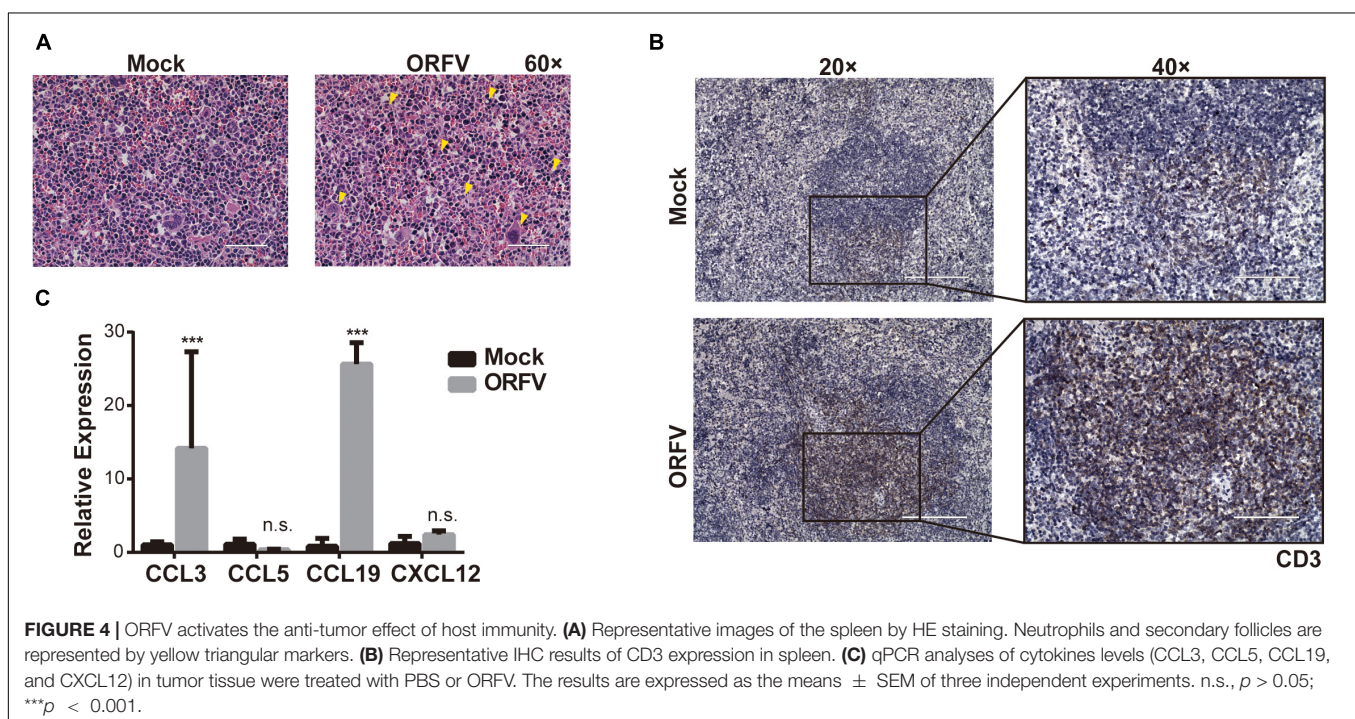 A
Mock
ORFV
60×
B
20×
40×
Mock
ORFV
CD3
C
Relative Expression
30
20
10
0
***
n.s.
***
n.s.
Mock
ORFV
CCL3
CCL5
CCL19
CXCL12
FIGURE 4 | ORFV activates the anti-tumor effect of host immunity. (A) Representative images of the spleen by HE staining. Neutrophils and secondary follicles are
represented by yellow triangular markers. (B) Representative IHC results of CD3 expression in spleen. (C) qPCR analyses of cytokines levels (CCL3, CCL5, CCL19,
and CXCL12) in tumor tissue were treated with PBS or ORFV. The results are expressed as the means ± SEM of three independent experiments. n.s., p > 0.05;
***p < 0.001.